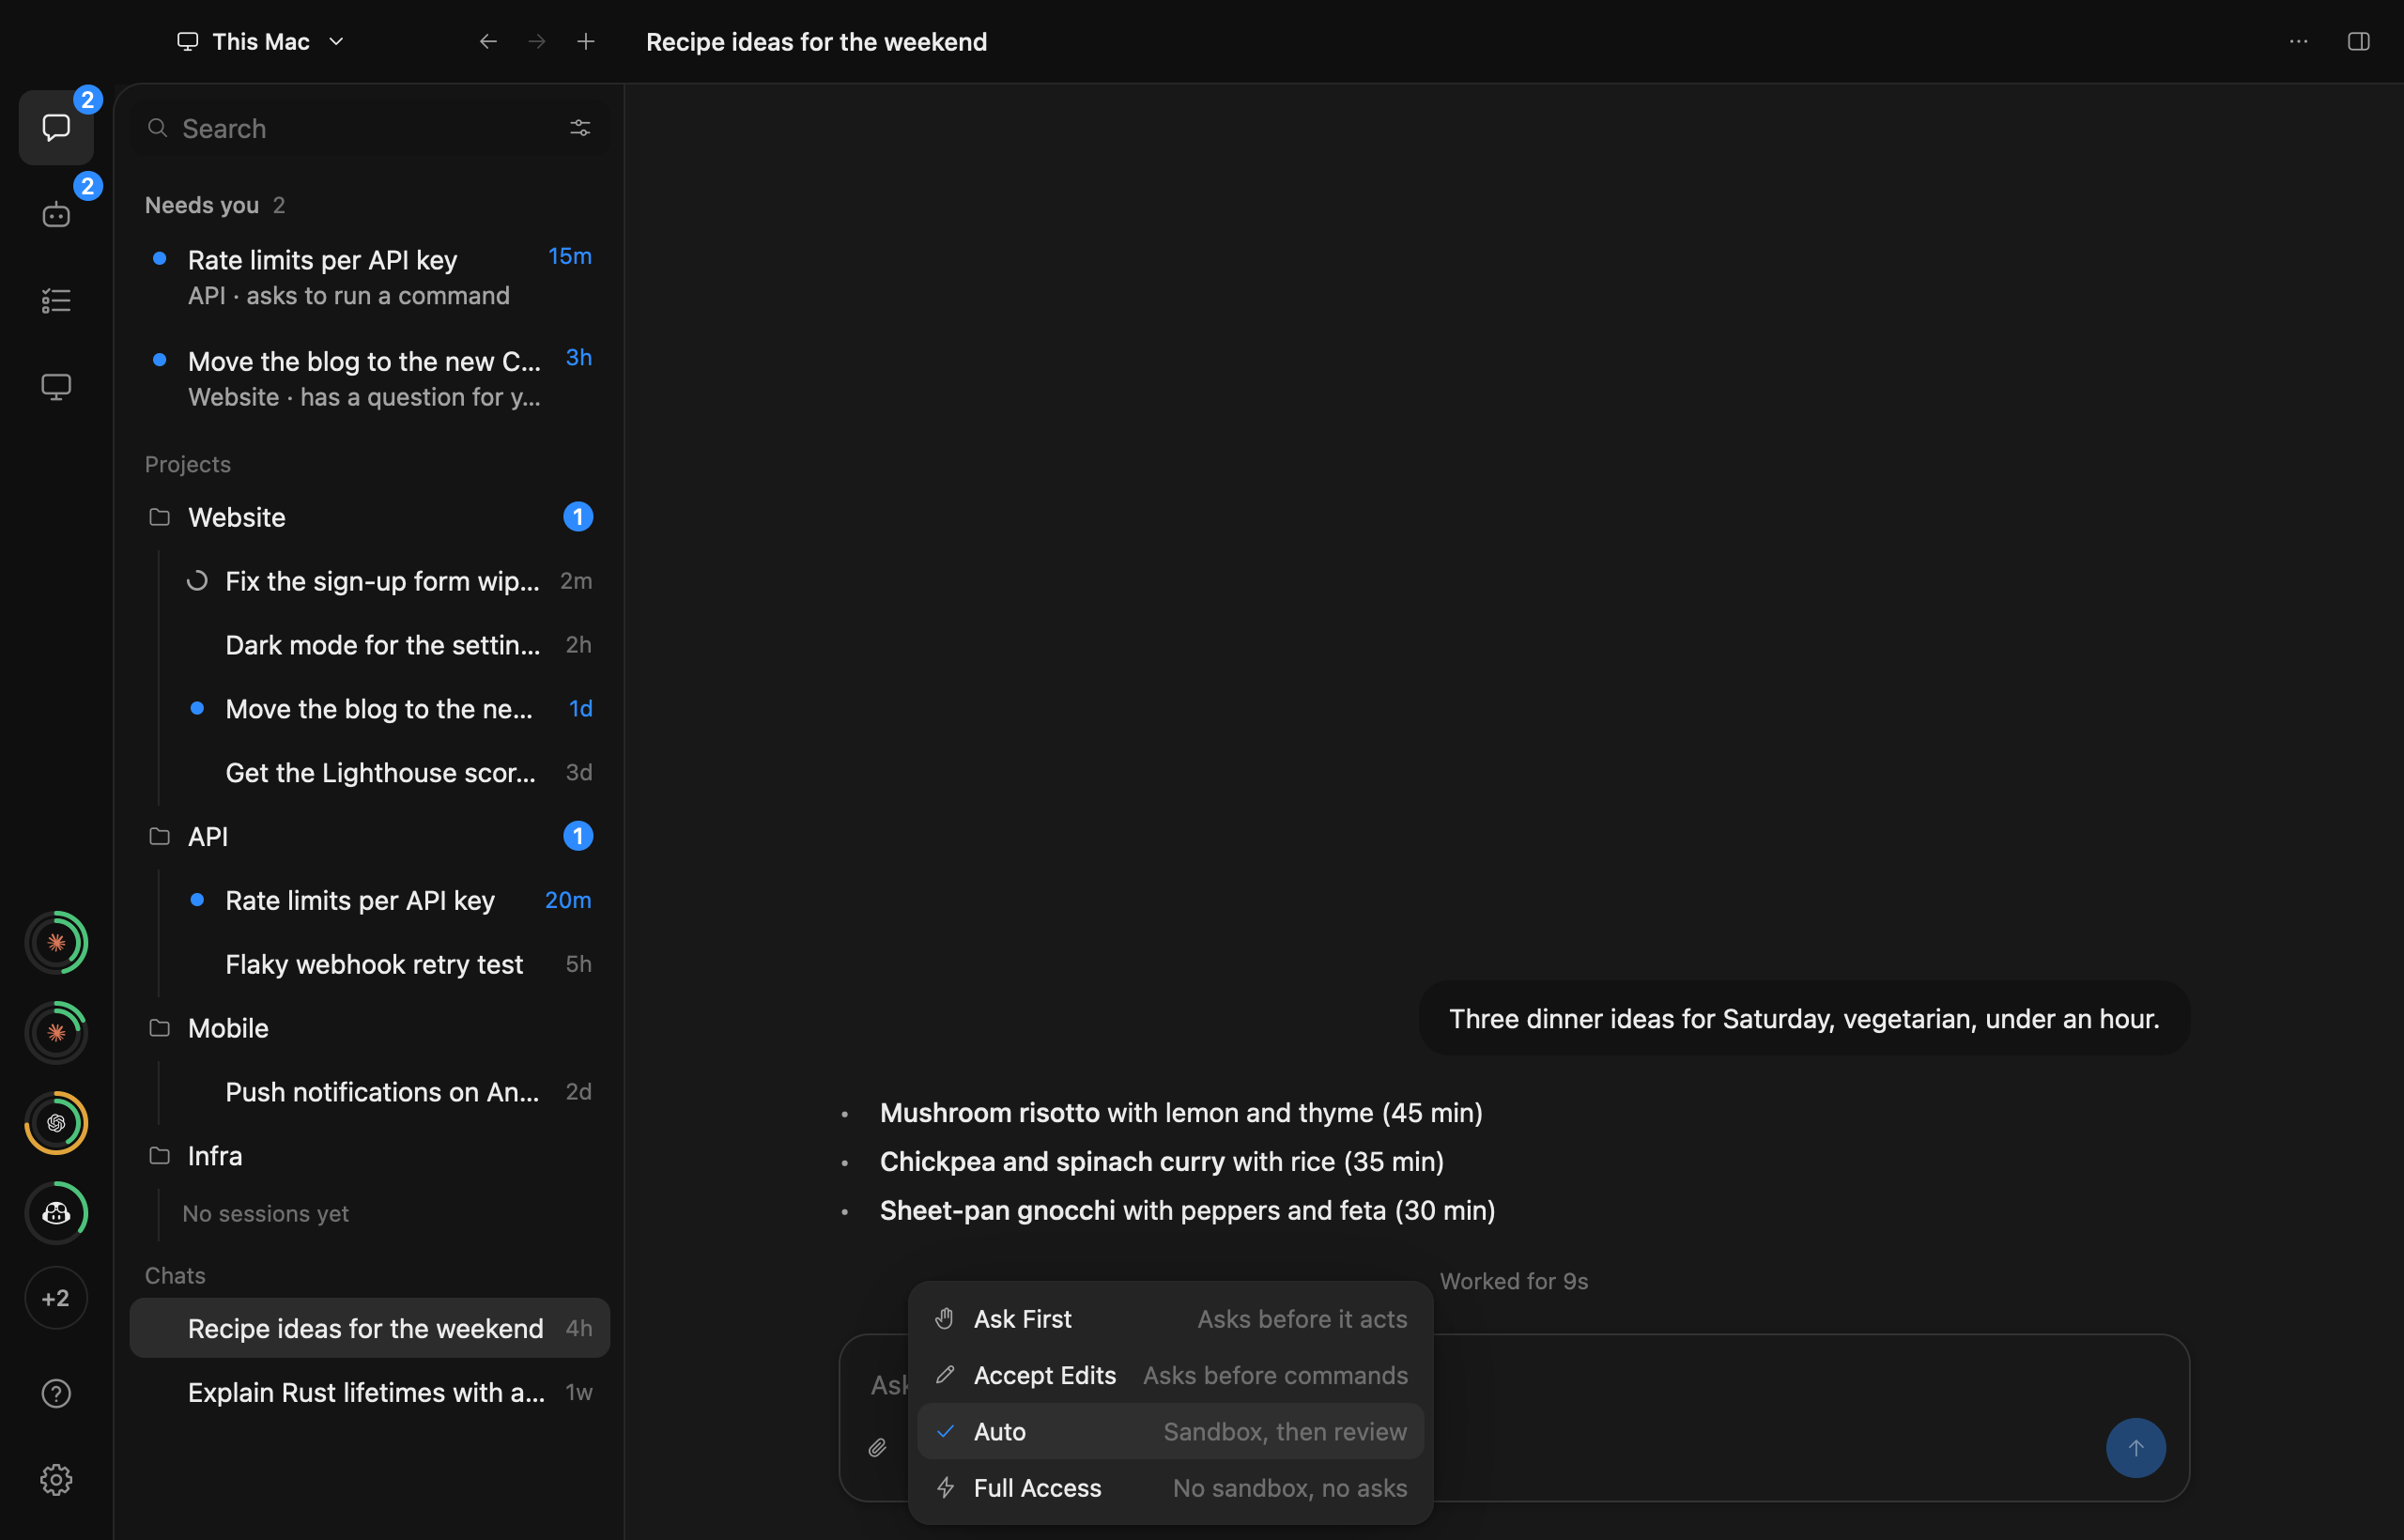 This Mac
Recipe ideas for the weekend
2
2
Search
Needs you 2
Rate limits per API key 15m
API · asks to run a command
Move the blog to the new C... 3h
Website · has a question for y...
Projects
Website 1
Fix the sign-up form wip... 2m
Dark mode for the settin... 2h
Move the blog to the ne... 1d
Get the Lighthouse scor... 3d
API 1
Rate limits per API key 20m
Flaky webhook retry test 5h
Mobile
Push notifications on An... 2d
Infra
No sessions yet
Chats
+2
Recipe ideas for the weekend 4h
Explain Rust lifetimes with a... 1w
Three dinner ideas for Saturday, vegetarian, under an hour.
• Mushroom risotto with lemon and thyme (45 min)
• Chickpea and spinach curry with rice (35 min)
• Sheet-pan gnocchi with peppers and feta (30 min)
Worked for 9s
Ask First Asks before it acts
Ask
Accept Edits Asks before commands
Auto Sandbox, then review
Full Access No sandbox, no asks